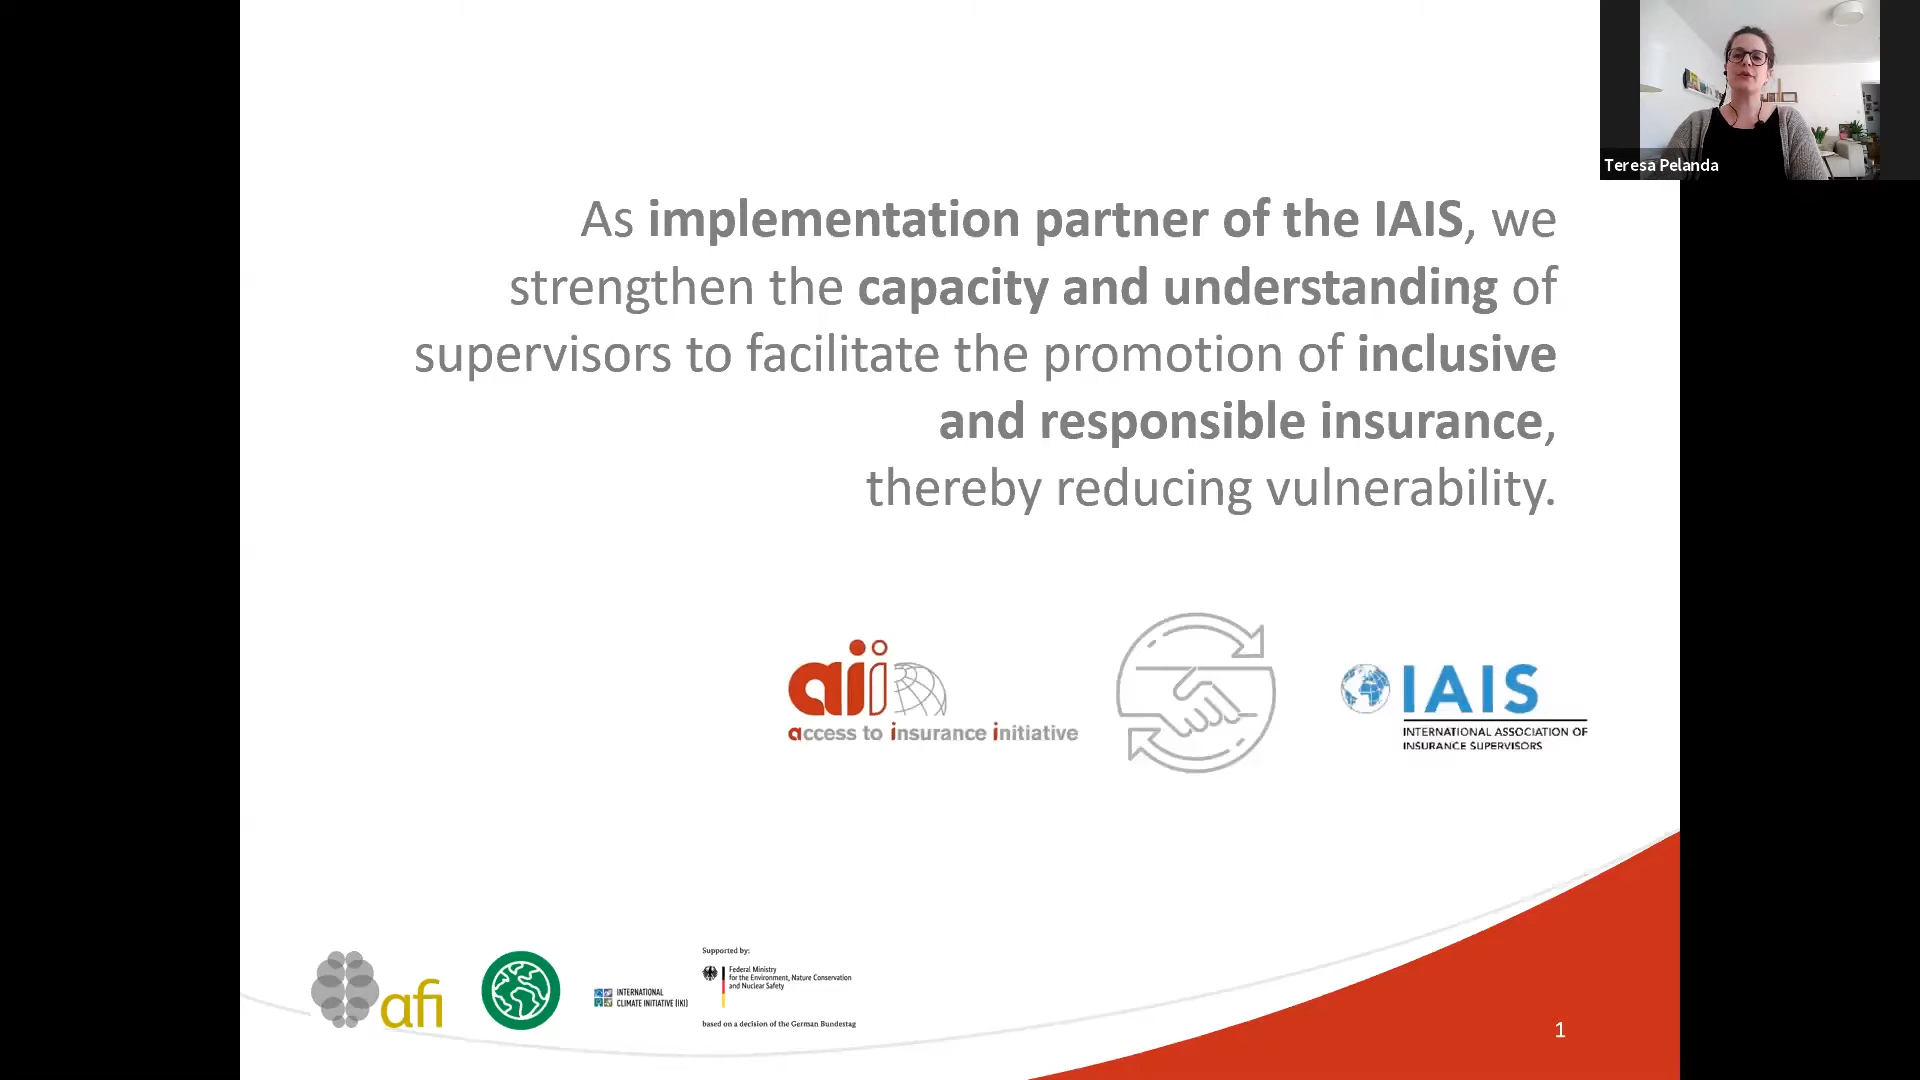 Teresa Pelanda
As implementation partner of the IAIS, we
strengthen the capacity and understanding of
supervisors to facilitate the promotion of inclusive
and responsible insurance,
thereby reducing vulnerability.
aii
access to insurance initiative
IAIS
INTERNATIONAL ASSOCIATION OF
INSURANCE SUPERVISORS
afi
INTERNATIONAL
CLIMATE INITIATIVE (IKI)
Supported by:
Federal Ministry
for the Environment, Nature Conservation
and Nuclear Safety
based on a decision of the German Bundestag
1